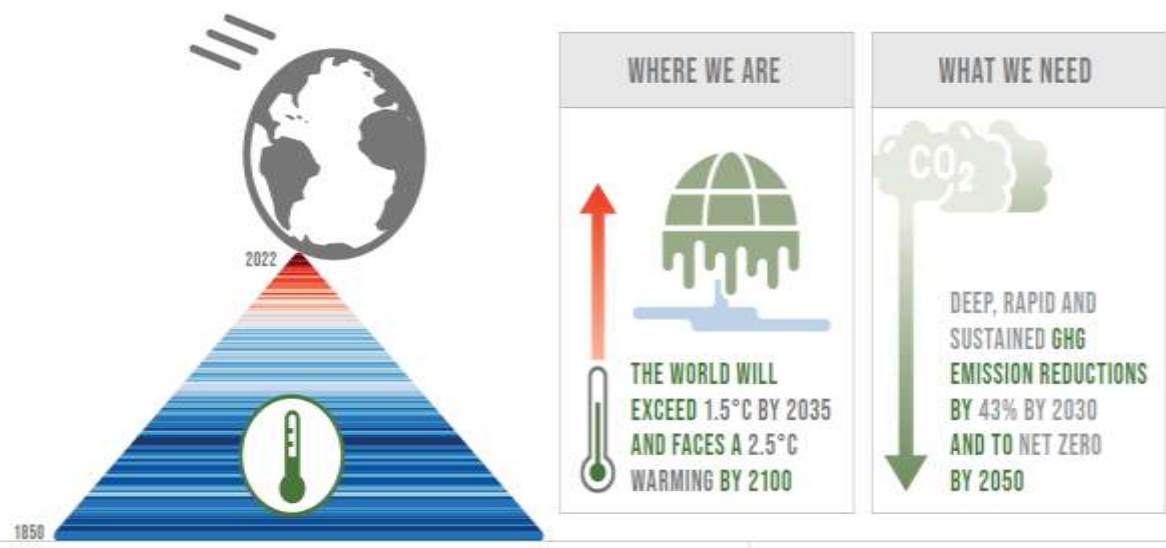 2022
1850
WHERE WE ARE
THE WORLD WILL
EXCEED 1.5°C BY 2035
AND FACES A 2.5°C
WARMING BY 2100
WHAT WE NEED
CO2
DEEP, RAPID AND
SUSTAINED GHG
EMISSION REDUCTIONS
BY 43% BY 2030
AND TO NET ZERO
BY 2050